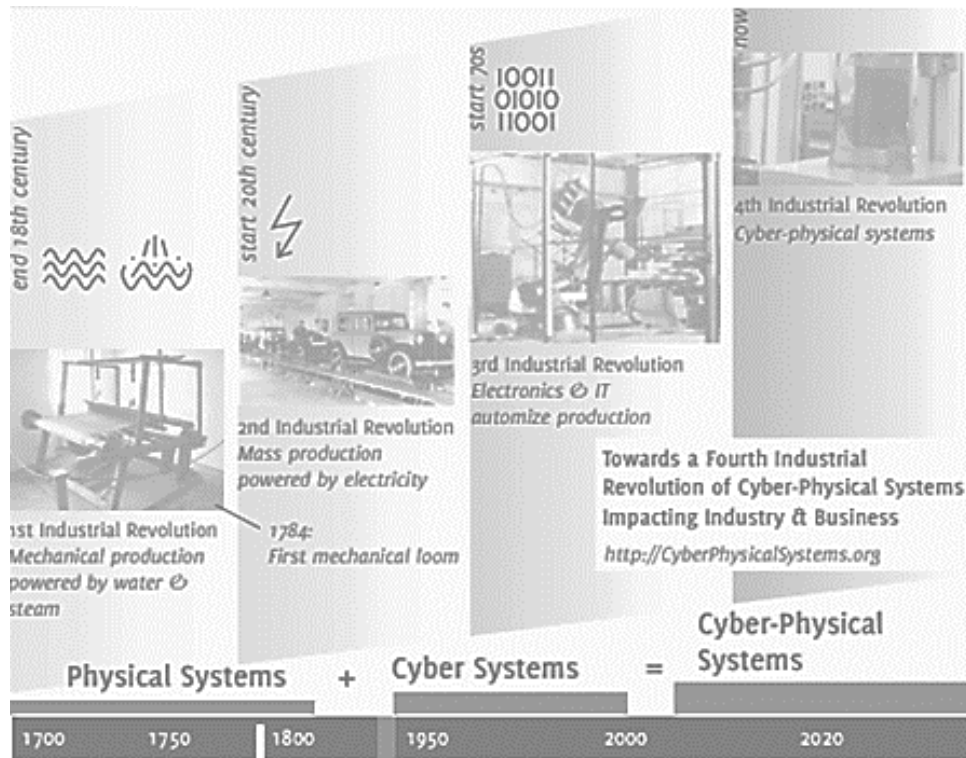 end 18th century
1st Industrial Revolution
Mechanical production
powered by water &
steam
start 20th century
2nd Industrial Revolution
Mass production
powered by electricity
1784:
First mechanical loom
start 70s
10011
01010
11001
3rd Industrial Revolution
Electronics & IT
automize production
now
4th Industrial Revolution
Cyber-physical systems
Towards a Fourth Industrial
Revolution of Cyber-Physical Systems
Impacting Industry & Business
http://CyberPhysicalSystems.org
Physical Systems + Cyber Systems = Cyber-Physical
Systems
1700 1750 1800 1950 2000 2020